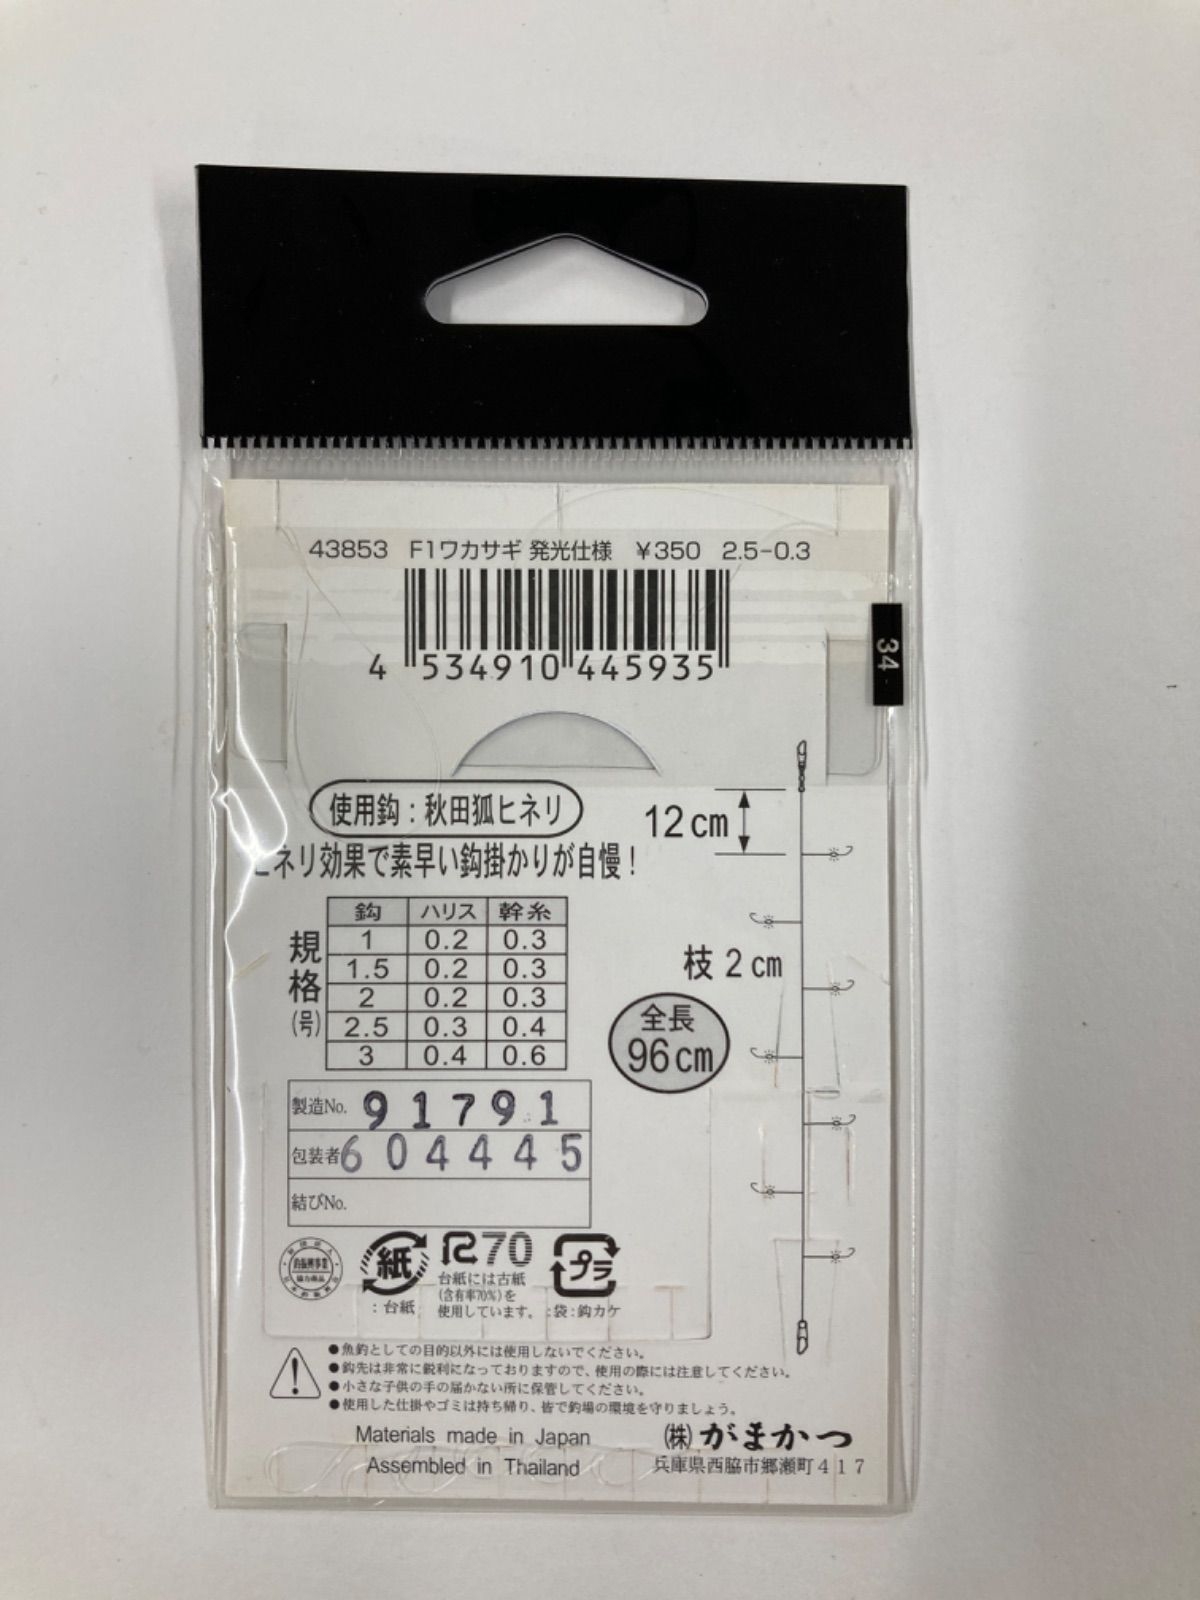 43853 F1ワカサギ 発光仕様 ¥350 2.5-0.3
4 534910 445935
34
使用鈎:秋田狐ヒネリ
ヒネリ効果で素早い鈎掛かりが自慢!
12cm
枝 2cm
全長
96cm
規格(号)
鈎 ハリス 幹糸
1 0.2 0.3
1.5 0.2 0.3
2 0.2 0.3
2.5 0.3 0.4
3 0.4 0.6
製造No. 91791
包装者 604445
結びNo.
紙
:台紙
R70
台紙には古紙
(含有率70%)を
使用しています。
プラ
:袋:鈎カケ
●魚釣としての目的以外には使用しないでください。
●鈎先は非常に鋭利になっておりますので、使用の際には注意してください。
●小さな子供の手の届かない所に保管してください。
●使用した仕掛やゴミは持ち帰り、皆で釣場の環境を守りましょう。
Materials made in Japan
Assembled in Thailand
(株)がまかつ
兵庫県西脇市郷瀬町417